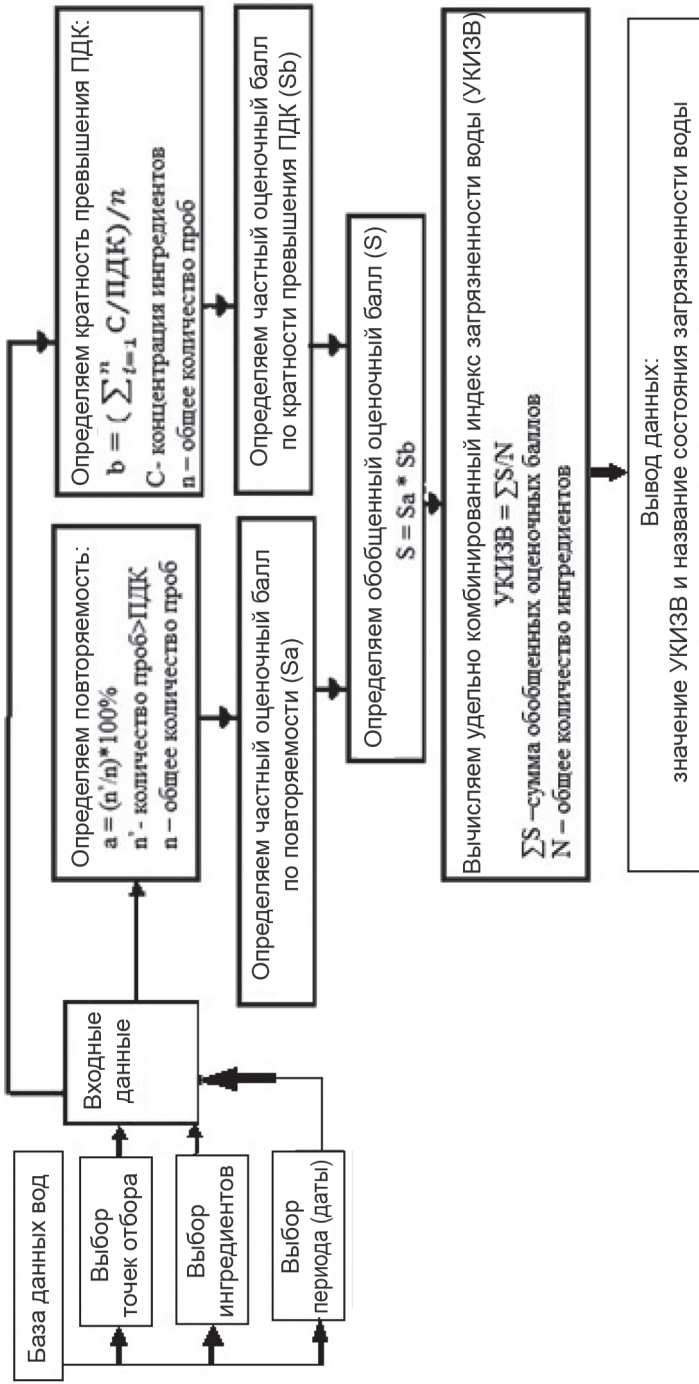 База данных вод
Выбор
точек отбора
Выбор
ингредиентов
Выбор
периода (даты)
Входные
данные
Определяем повторяемость:
a = (n'/n)*100%
n'- количество проб>ПДК
n – общее количество проб
Определяем кратность превышения ПДК:
b = (∑ⁿᵢ₌₁ С/ПДК)/n
С- концентрация ингредиентов
n – общее количество проб
Определяем частный оценочный балл
по повторяемости (Sa)
Определяем частный оценочный балл
по кратности превышения ПДК (Sb)
Определяем обобщенный оценочный балл (S)
S = Sa * Sb
Вычисляем удельно комбинированный индекс загрязненности воды (УКИЗВ)
УКИЗВ = ∑S/N
∑S –сумма обобщенных оценочных баллов
N – общее количество ингредиентов
Вывод данных:
значение УКИЗВ и название состояния загрязненности воды